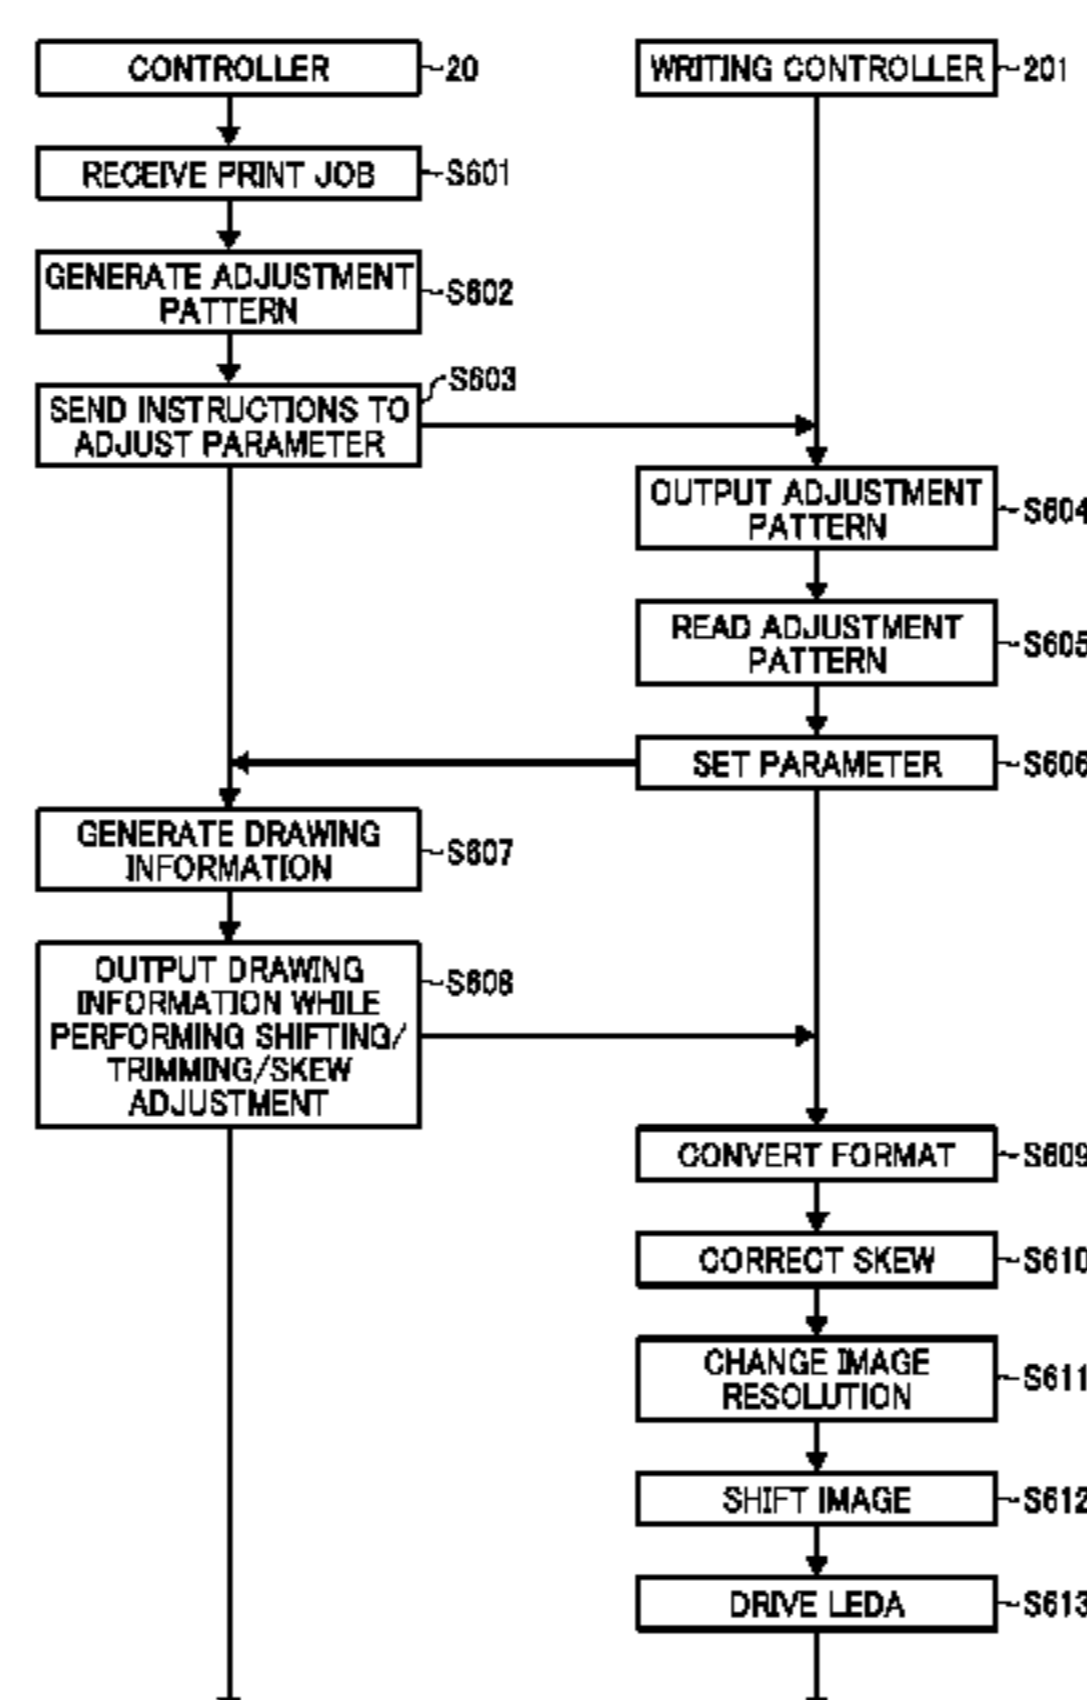 CONTROLLER
20
WRITING CONTROLLER
201
RECEIVE PRINT JOB
S601
GENERATE ADJUSTMENT
PATTERN
S602
SEND INSTRUCTIONS TO
ADJUST PARAMETER
S603
OUTPUT ADJUSTMENT
PATTERN
S604
READ ADJUSTMENT
PATTERN
S605
SET PARAMETER
S606
GENERATE DRAWING
INFORMATION
S607
OUTPUT DRAWING
INFORMATION WHILE
PERFORMING SHIFTING/
TRIMMING/SKEW
ADJUSTMENT
S608
CONVERT FORMAT
S609
CORRECT SKEW
S610
CHANGE IMAGE
RESOLUTION
S611
SHIFT IMAGE
S612
DRIVE LEDA
S613